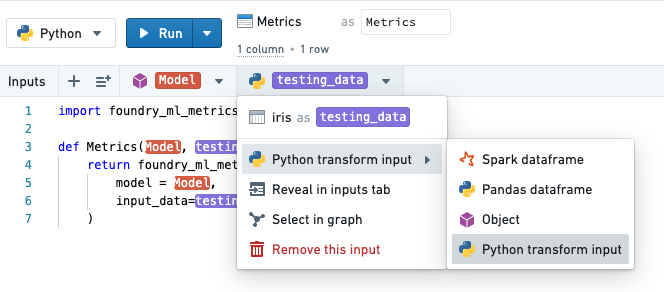 Python
Run
Metrics as Metrics
1 column • 1 row
Inputs
Model
testing_data
1 import foundry_ml_metrics
2
3 def Metrics(Model, testing
4 return foundry_ml_met
5 model = Model,
6 input_data=testing
7 )
iris as testing_data
Python transform input
Reveal in inputs tab
Select in graph
Remove this input
Spark dataframe
Pandas dataframe
Object
Python transform input